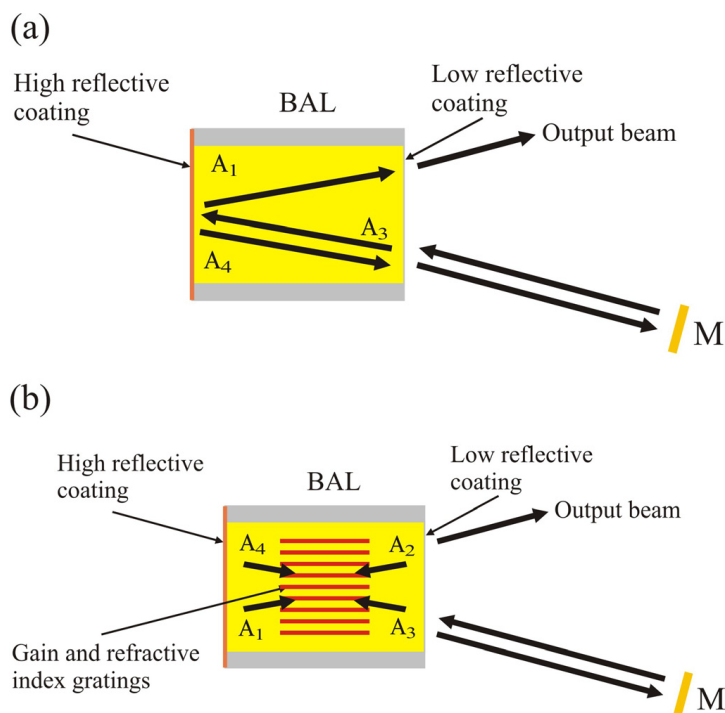 (a)
High reflective
coating
BAL
Low reflective
coating
Output beam
A1
A3
A4
M
(b)
High reflective
coating
BAL
Low reflective
coating
Output beam
A4
A2
A1
A3
Gain and refractive
index gratings
M